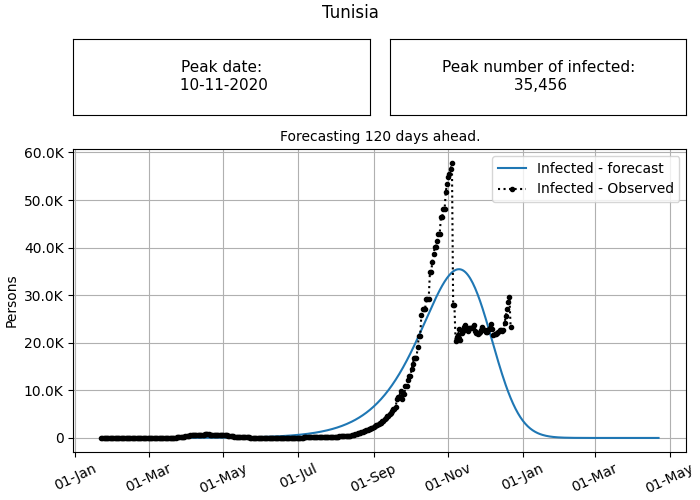 Tunisia
Peak date:
10-11-2020
Peak number of infected:
35,456
Forecasting 120 days ahead.
60.0K
50.0K
40.0K
30.0K
20.0K
10.0K
0
Persons
Infected - forecast
Infected - Observed
01-Jan
01-Mar
01-May
01-Jul
01-Sep
01-Nov
01-Jan
01-Mar
01-May